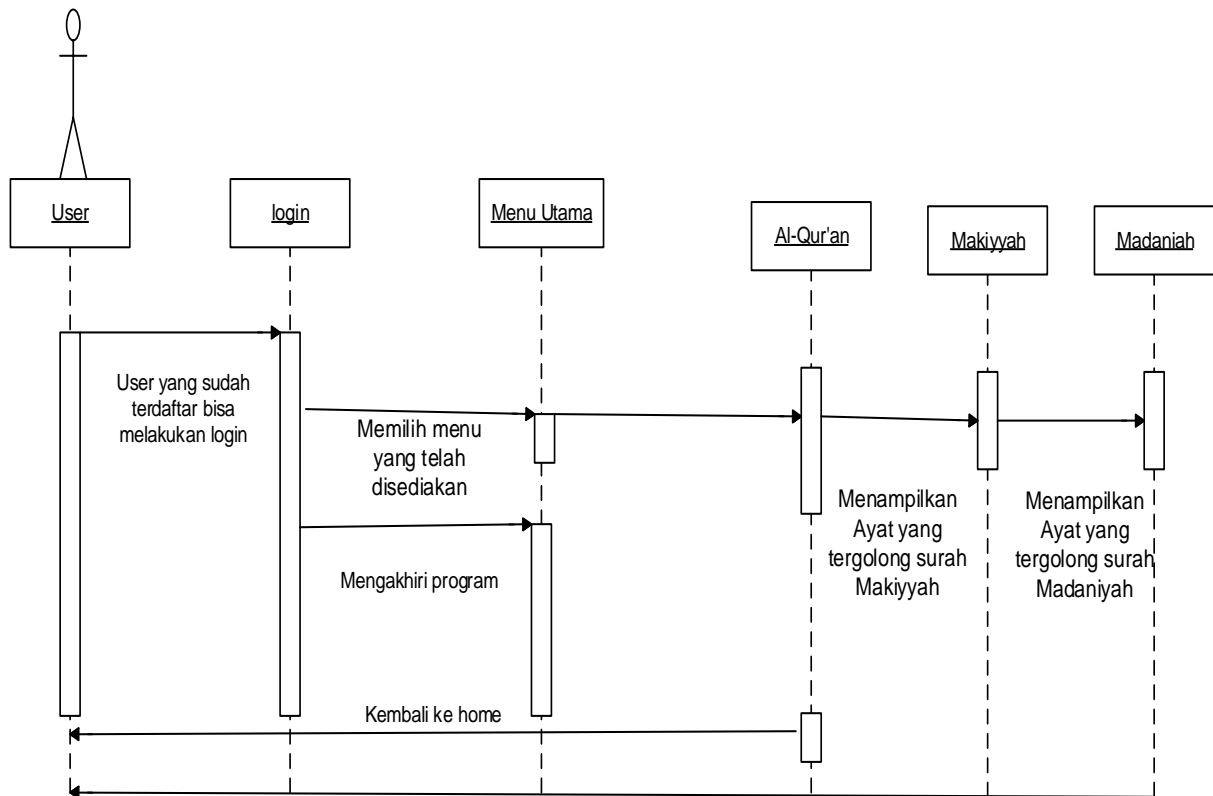 User
login
Menu Utama
Al-Qur'an
Makiyyah
Madaniah
User yang sudah
terdaftar bisa
melakukan login
Memilih menu
yang telah
disediakan
Menampilkan
Ayat yang
tergolong surah
Makiyyah
Menampilkan
Ayat yang
tergolong surah
Madaniyah
Mengakhiri program
Kembali ke home